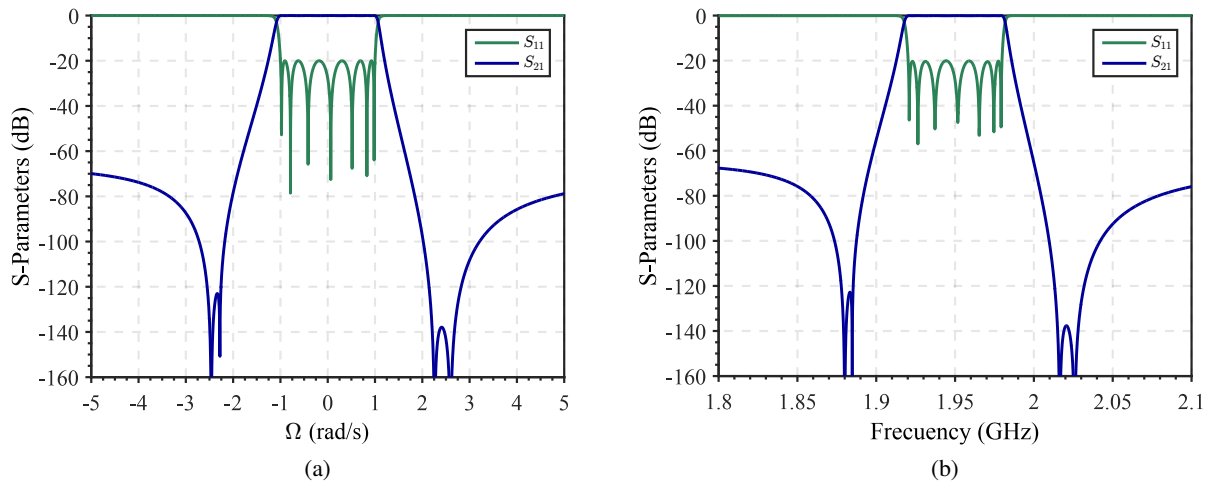 0
-20
-40
-60
-80
-100
-120
-140
-160
S-Parameters (dB)
S11
S21
-5 -4 -3 -2 -1 0 1 2 3 4 5
Ω (rad/s)
(a)
0
-20
-40
-60
-80
-100
-120
-140
-160
S-Parameters (dB)
S11
S21
1.8 1.85 1.9 1.95 2 2.05 2.1
Frecuency (GHz)
(b)